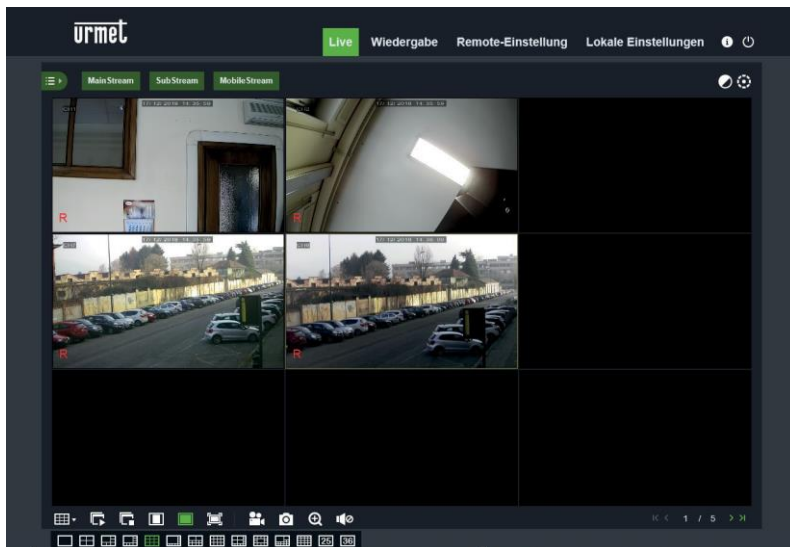 urmet
Live Wiedergabe Remote-Einstellung Lokale Einstellungen
MainStream SubStream MobileStream
R
R
R
R
1 / 5
25 36